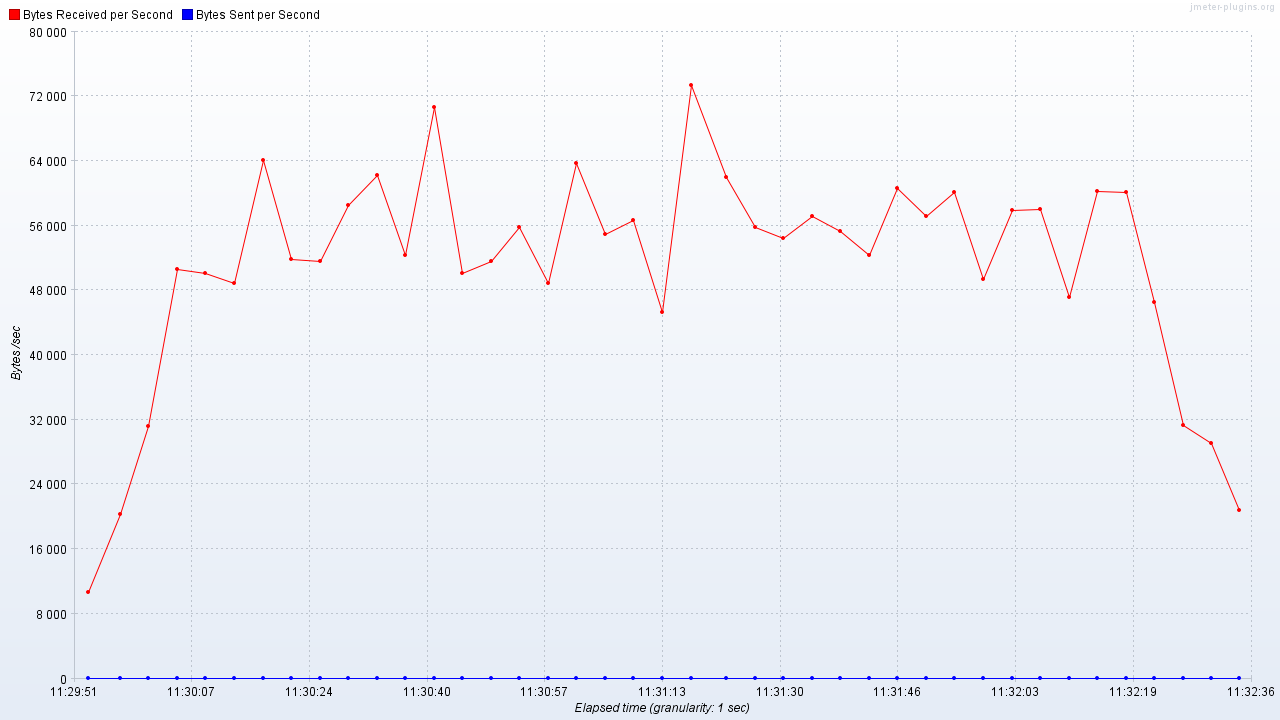 jmeter-plugins.org
Bytes Received per Second Bytes Sent per Second
80 000
72 000
64 000
56 000
48 000
40 000
32 000
24 000
16 000
8 000
0
Bytes /sec
11:29:51 11:30:07 11:30:24 11:30:40 11:30:57 11:31:13 11:31:30 11:31:46 11:32:03 11:32:19 11:32:36
Elapsed time (granularity: 1 sec)